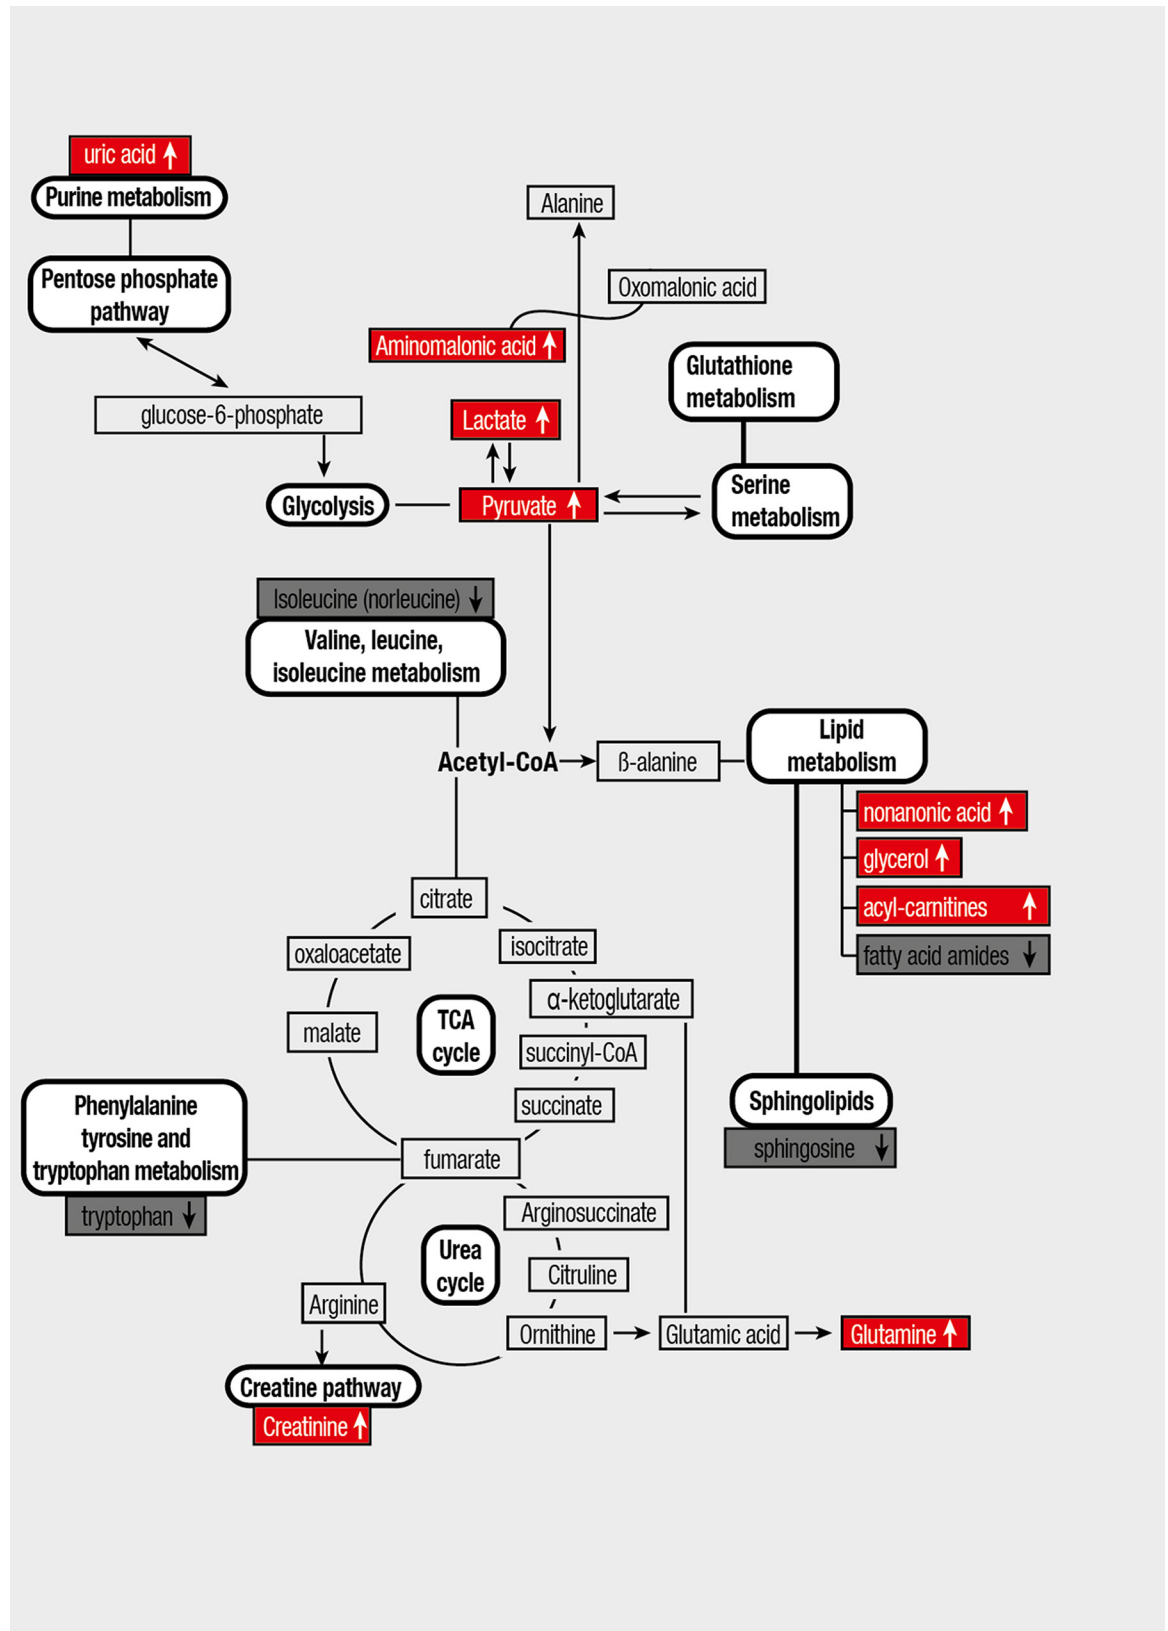 uric acid ↑
Purine metabolism
Pentose phosphate
pathway
glucose-6-phosphate
Alanine
Oxomalonic acid
Aminomalonic acid ↑
Glutathione
metabolism
Lactate ↑
Glycolysis
Pyruvate ↑
Serine
metabolism
Isoleucine (norleucine) ↓
Valine, leucine,
isoleucine metabolism
Acetyl-CoA
ß-alanine
Lipid
metabolism
nonanonic acid ↑
glycerol ↑
acyl-carnitines ↑
fatty acid amides ↓
citrate
oxaloacetate
isocitrate
α-ketoglutarate
malate
TCA
cycle
succinyl-CoA
succinate
Sphingolipids
sphingosine ↓
Phenylalanine
tyrosine and
tryptophan metabolism
tryptophan ↓
fumarate
Arginosuccinate
Urea
cycle
Citruline
Arginine
Ornithine
Glutamic acid
Glutamine ↑
Creatine pathway
Creatinine ↑